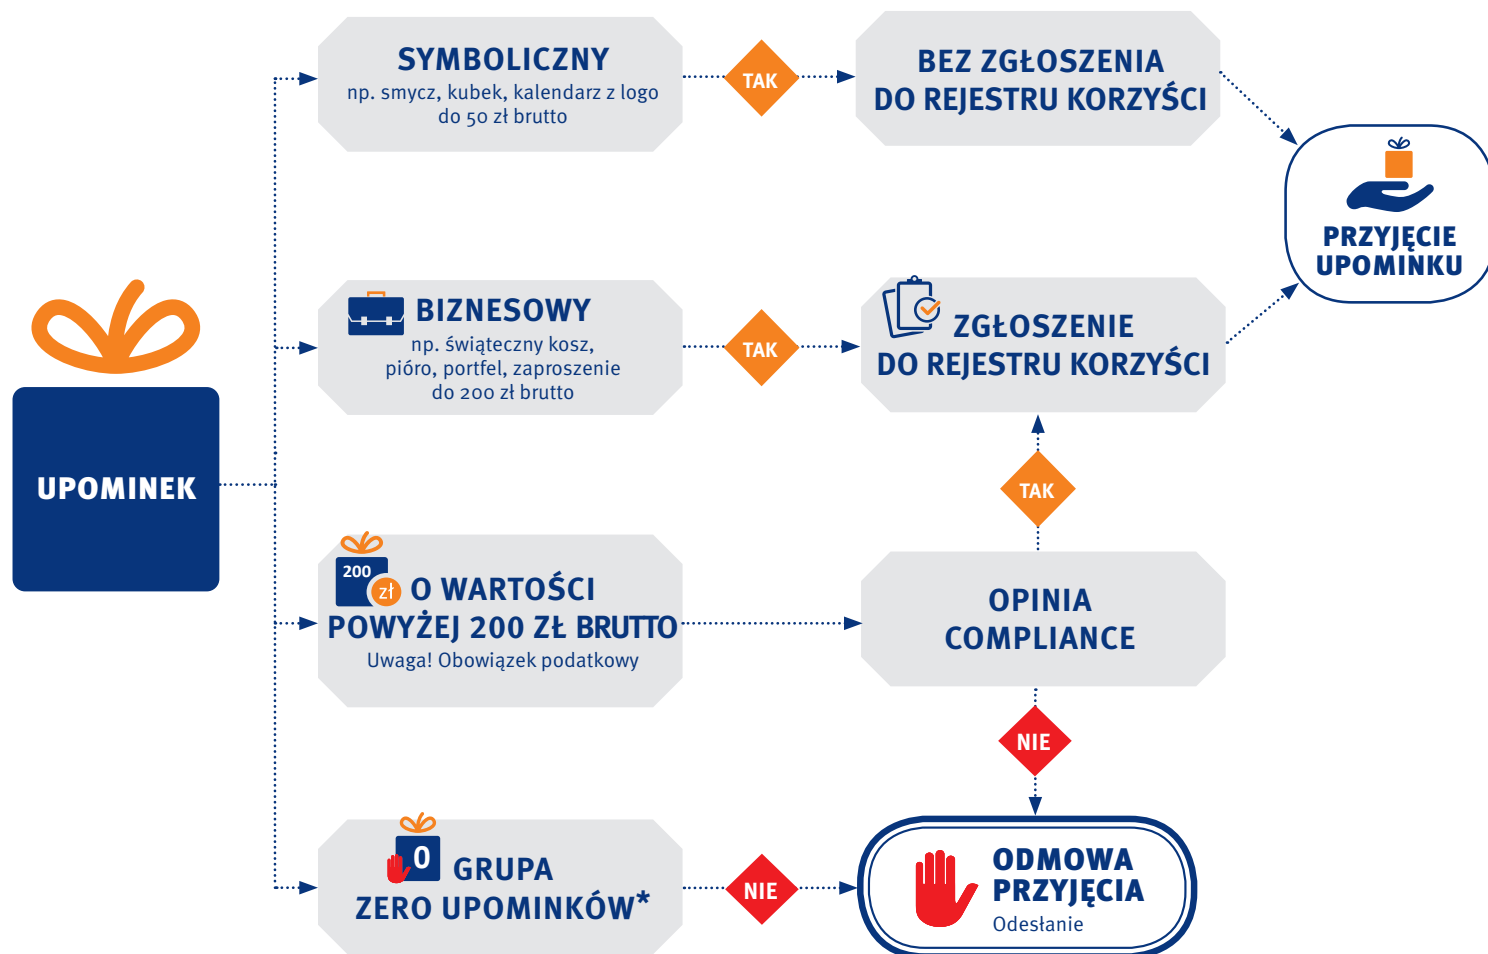 SYMBOLICZNY
np. smycz, kubek, kalendarz z logo
do 50 zł brutto
TAK
BEZ ZGŁOSZENIA
DO REJESTRU KORZYŚCI
PRZYJĘCIE
UPOMINKU
BIZNESOWY
np. świąteczny kosz,
pióro, portfel, zaproszenie
do 200 zł brutto
TAK
ZGŁOSZENIE
DO REJESTRU KORZYŚCI
UPOMINEK
TAK
200
zł
O WARTOŚCI
POWYŻEJ 200 ZŁ BRUTTO
Uwaga! Obowiązek podatkowy
OPINIA
COMPLIANCE
NIE
0
GRUPA
ZERO UPOMINKÓW*
NIE
ODMOWA
PRZYJĘCIA
Odesłanie